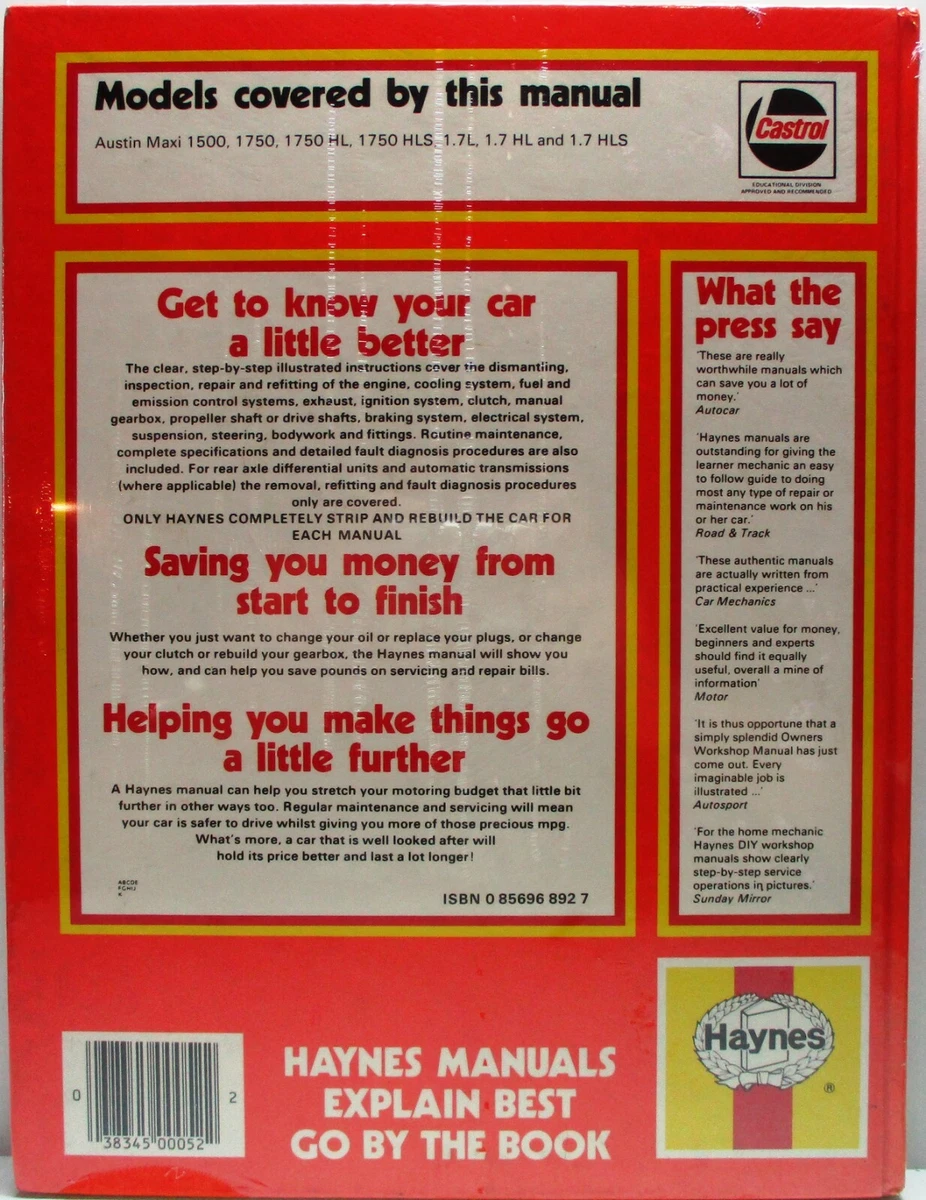 Models covered by this manual
Austin Maxi 1500, 1750, 1750 HL, 1750 HLS, 1.7L, 1.7 HL and 1.7 HLS
Castrol
EDUCATIONAL DIVISION
APPROVED AND RECOMMENDED
Get to know your car
a little better
The clear, step-by-step illustrated instructions cover the dismantling,
inspection, repair and refitting of the engine, cooling system, fuel and
emission control systems, exhaust, ignition system, clutch, manual
gearbox, propeller shaft or drive shafts, braking system, electrical system,
suspension, steering, bodywork and fittings. Routine maintenance,
complete specifications and detailed fault diagnosis procedures are also
included. For rear axle differential units and automatic transmissions
(where applicable) the removal, refitting and fault diagnosis procedures
only are covered.
ONLY HAYNES COMPLETELY STRIP AND REBUILD THE CAR FOR
EACH MANUAL
Saving you money from
start to finish
Whether you just want to change your oil or replace your plugs, or change
your clutch or rebuild your gearbox, the Haynes manual will show you
how, and can help you save pounds on servicing and repair bills.
Helping you make things go
a little further
A Haynes manual can help you stretch your motoring budget that little bit
further in other ways too. Regular maintenance and servicing will mean
your car is safer to drive whilst giving you more of those precious mpg.
What's more, a car that is well looked after will
hold its price better and last a lot longer!
ABCDE
FGHIJ
K
ISBN 0 85696 892 7
What the
press say
'These are really
worthwhile manuals which
can save you a lot of
money.'
Autocar
'Haynes manuals are
outstanding for giving the
learner mechanic an easy
to follow guide to doing
most any type of repair or
maintenance work on his
or her car.'
Road & Track
'These authentic manuals
are actually written from
practical experience ...'
Car Mechanics
'Excellent value for money,
beginners and experts
should find it equally
useful, overall a mine of
information'
Motor
'It is thus opportune that a
simply splendid Owners
Workshop Manual has just
come out. Every
imaginable job is
illustrated ...'
Autosport
'For the home mechanic
Haynes DIY workshop
manuals show clearly
step-by-step service
operations in pictures.'
Sunday Mirror
0 38345 00052 2
HAYNES MANUALS
EXPLAIN BEST
GO BY THE BOOK
Haynes
®